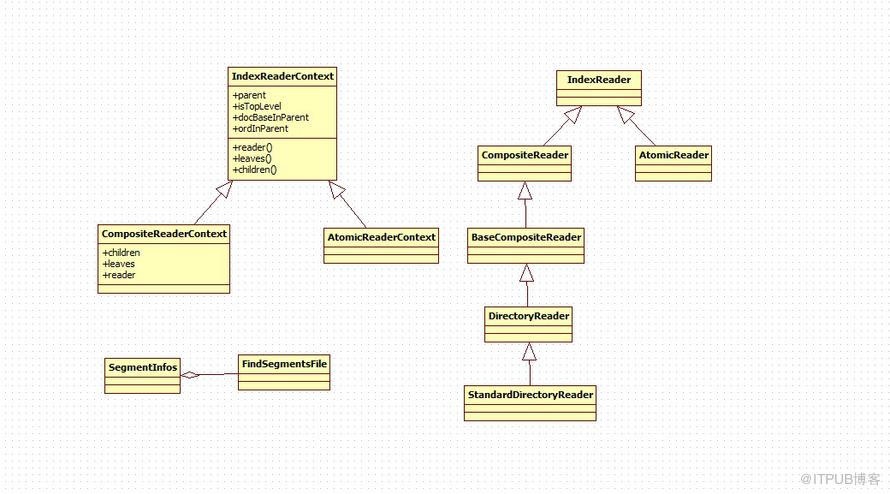 IndexReaderContext
+parent
+isTopLevel
+docBaseInParent
+ordInParent
+reader()
+leaves()
+children()
CompositeReaderContext
+children
+leaves
+reader
AtomicReaderContext
SegmentInfos
FindSegmentsFile
IndexReader
CompositeReader
AtomicReader
BaseCompositeReader
DirectoryReader
StandardDirectoryReader
@ITPUB博客